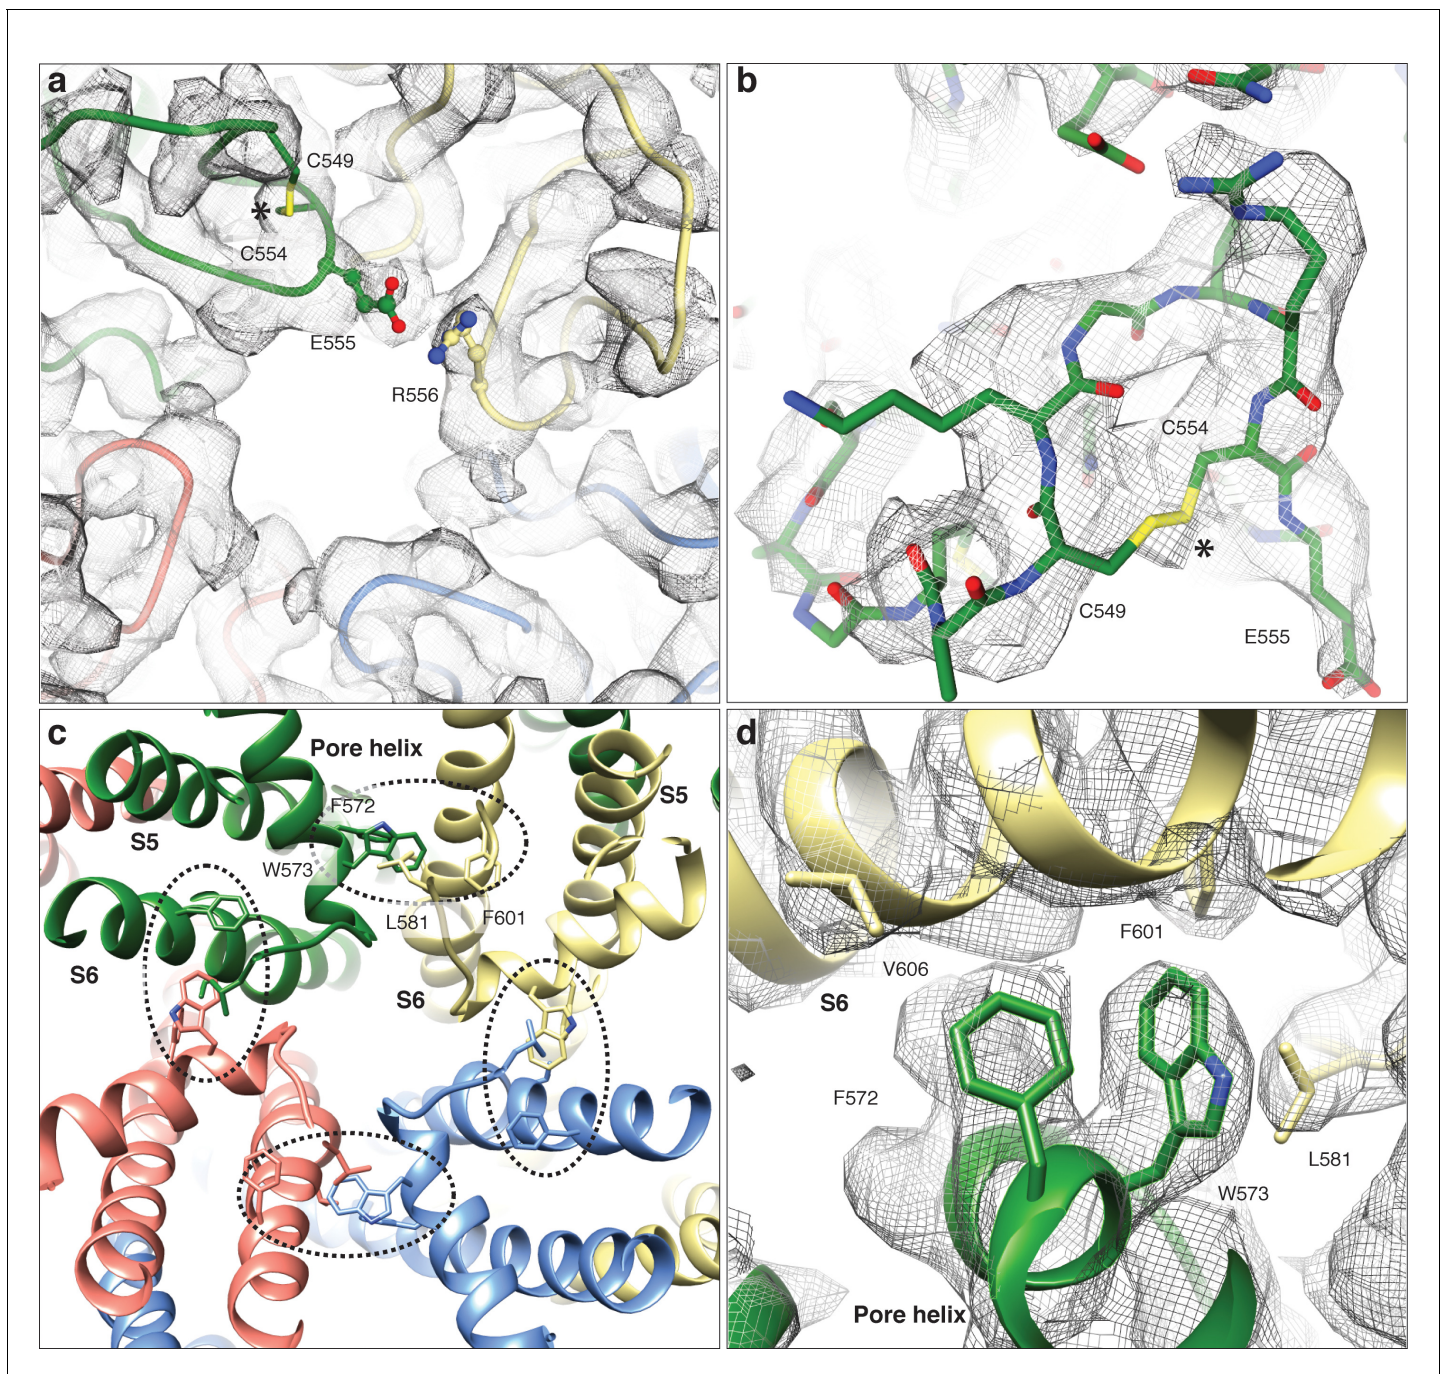 a
C549
*
C554
E555
R556
b
C554
*
C549
E555
c
Pore helix
F572
S5
S5
W573
L581
F601
S6
S6
d
F601
V606
S6
F572
L581
W573
Pore helix